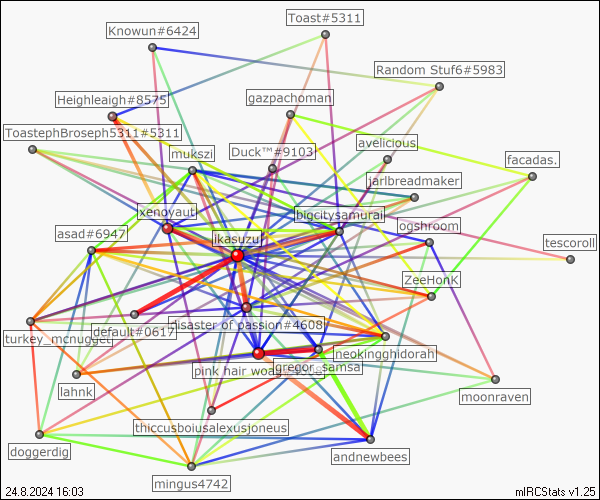 Toast#5311
Knowun#6424
Random Stuf6#5983
Heighleaigh#8575
gazpachoman
ToastephBroseph5311#5311
avelicious
mukszi
Duck™#9103
facadas.
jarlbreadmaker
xenoyaut
bigcitysamurai
ogshroom
asad#6947
ikasuzu
tescoroll
ZeeHonK
turkey_mcnugget
default#0617
disaster of passion#4608
neokingghidorah
pink hair woag
gregor_samsa
lahnk
moonraven
thiccusboiusalexusjoneus
doggerdig
andnewbees
mingus4742
24.8.2024 16:03
mIRCStats v1.25